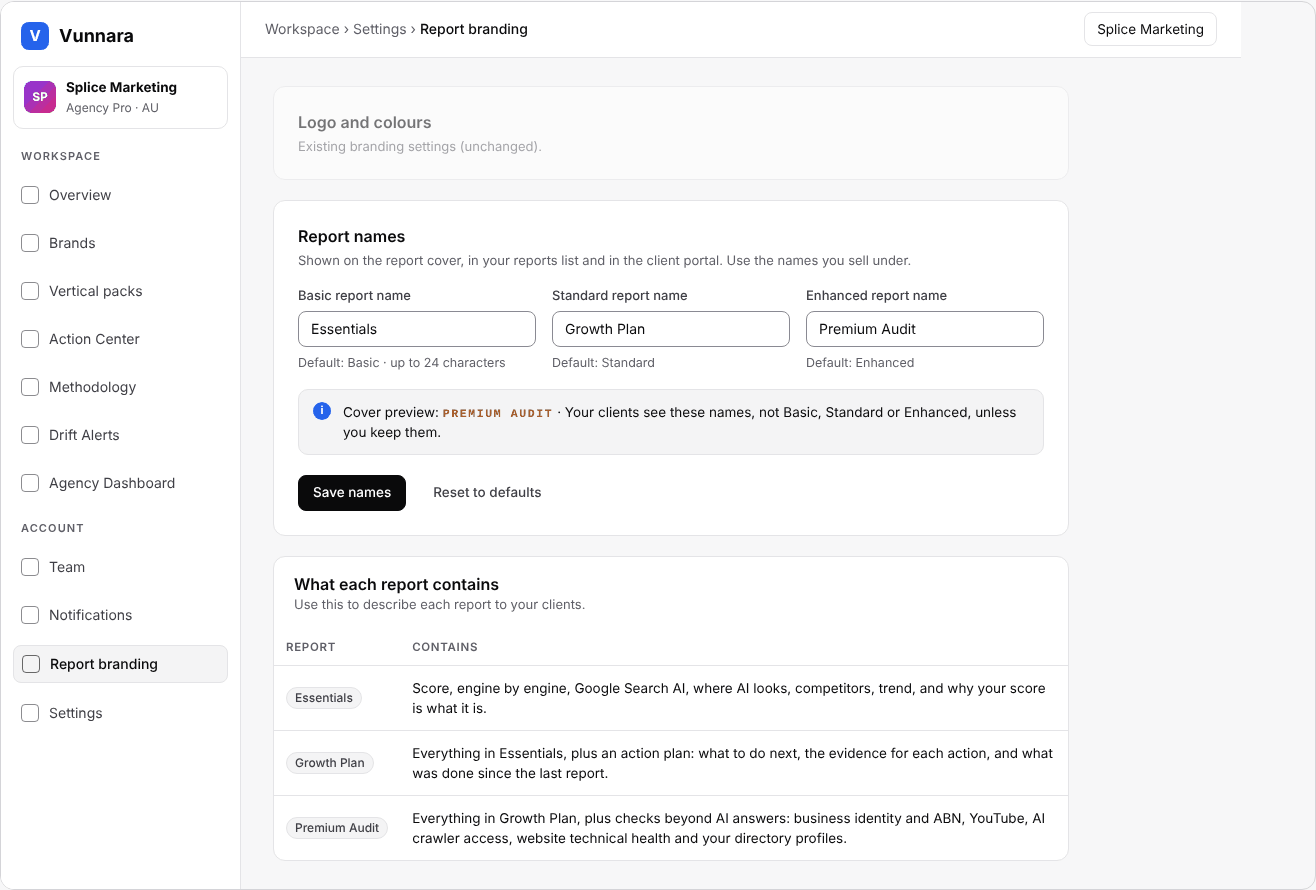 V Vunnara
Workspace › Settings › Report branding
Splice Marketing
SP
Splice Marketing
Agency Pro · AU
WORKSPACE
Overview
Brands
Vertical packs
Action Center
Methodology
Drift Alerts
Agency Dashboard
ACCOUNT
Team
Notifications
Report branding
Settings
Logo and colours
Existing branding settings (unchanged).
Report names
Shown on the report cover, in your reports list and in the client portal. Use the names you sell under.
Basic report name
Standard report name
Enhanced report name
Essentials
Growth Plan
Premium Audit
Default: Basic · up to 24 characters
Default: Standard
Default: Enhanced
i
Cover preview: PREMIUM AUDIT · Your clients see these names, not Basic, Standard or Enhanced, unless
you keep them.
Save names
Reset to defaults
What each report contains
Use this to describe each report to your clients.
REPORT
CONTAINS
Essentials
Score, engine by engine, Google Search AI, where AI looks, competitors, trend, and why your score
is what it is.
Growth Plan
Everything in Essentials, plus an action plan: what to do next, the evidence for each action, and what
was done since the last report.
Premium Audit
Everything in Growth Plan, plus checks beyond AI answers: business identity and ABN, YouTube, AI
crawler access, website technical health and your directory profiles.